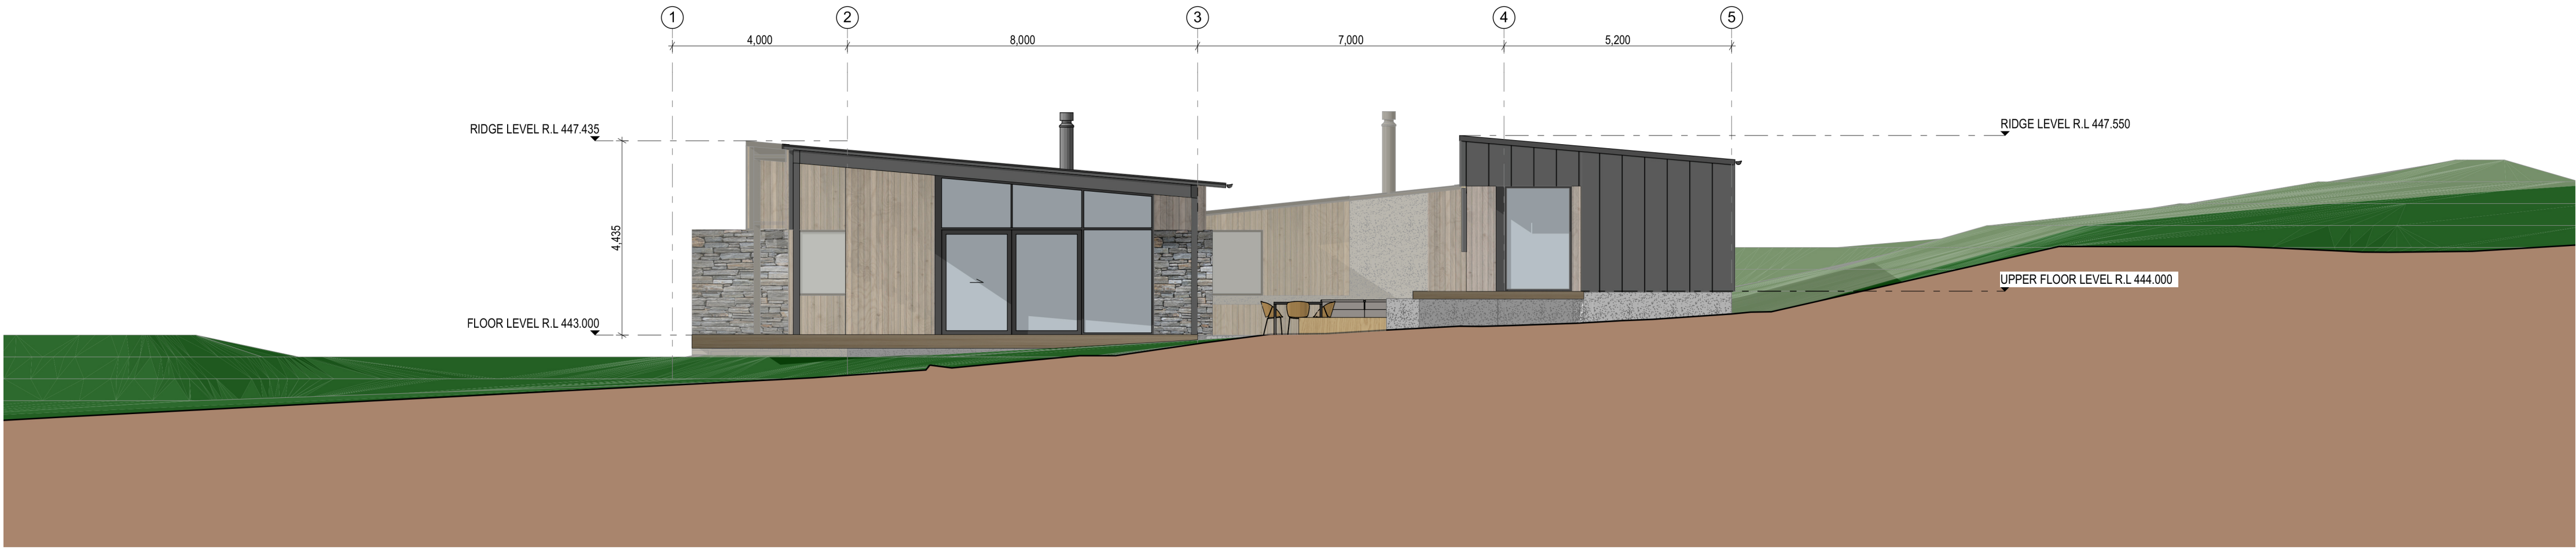 1 2 3 4 5
4,000 8,000 7,000 5,200
RIDGE LEVEL R.L 447.435
RIDGE LEVEL R.L 447.550
4,435
UPPER FLOOR LEVEL R.L 444.000
FLOOR LEVEL R.L 443.000